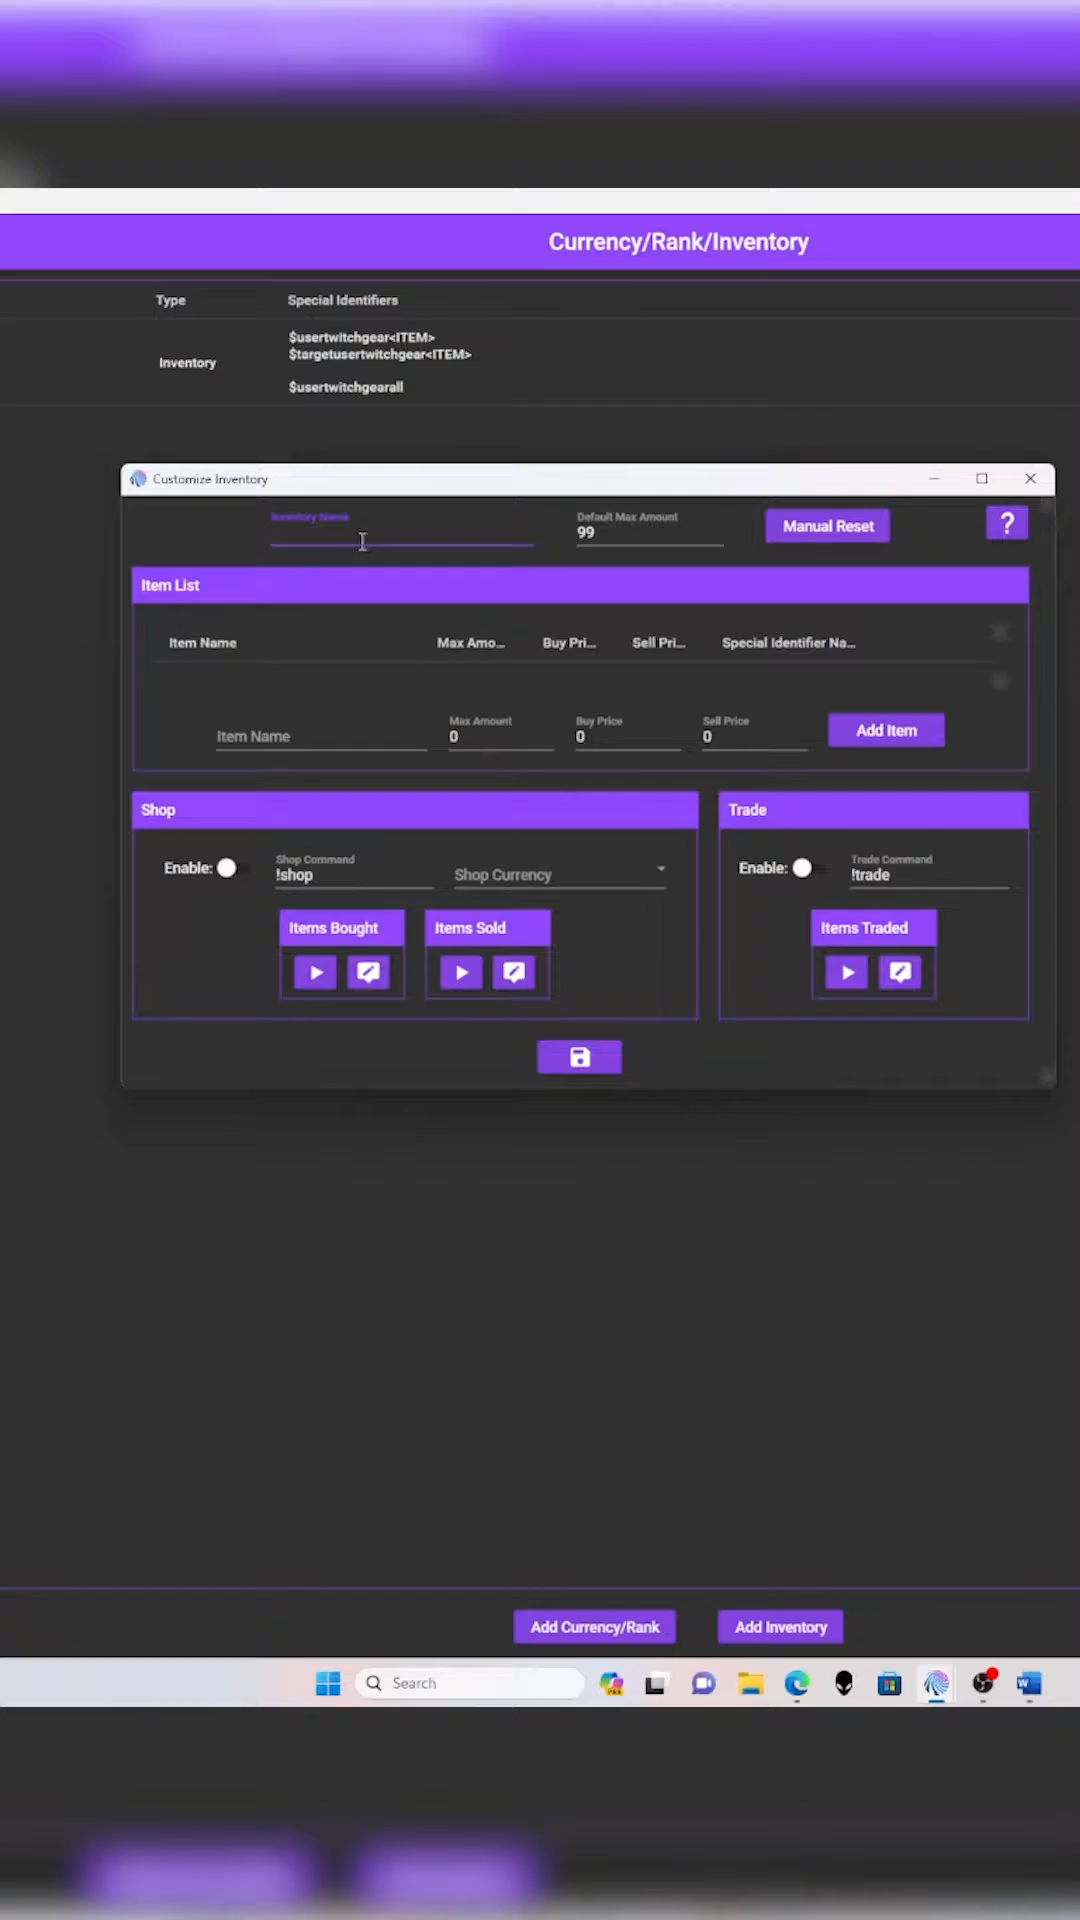 Currency/Rank/Inventory
Type Special Identifiers
$usertwitchgear<ITEM>
$targetusertwitchgear<ITEM>
Inventory
$usertwitchgearall
Customize Inventory
Inventory Name
Default Max Amount
99
Manual Reset
?
Item List
Item Name Max Amo... Buy Pri... Sell Pri... Special Identifier Na...
Max Amount Buy Price Sell Price
Item Name 0 0 0 Add Item
Shop Trade
Enable: Shop Command
!shop
Shop Currency
Enable: Trade Command
!trade
Items Bought Items Sold Items Traded
Add Currency/Rank Add Inventory
Search